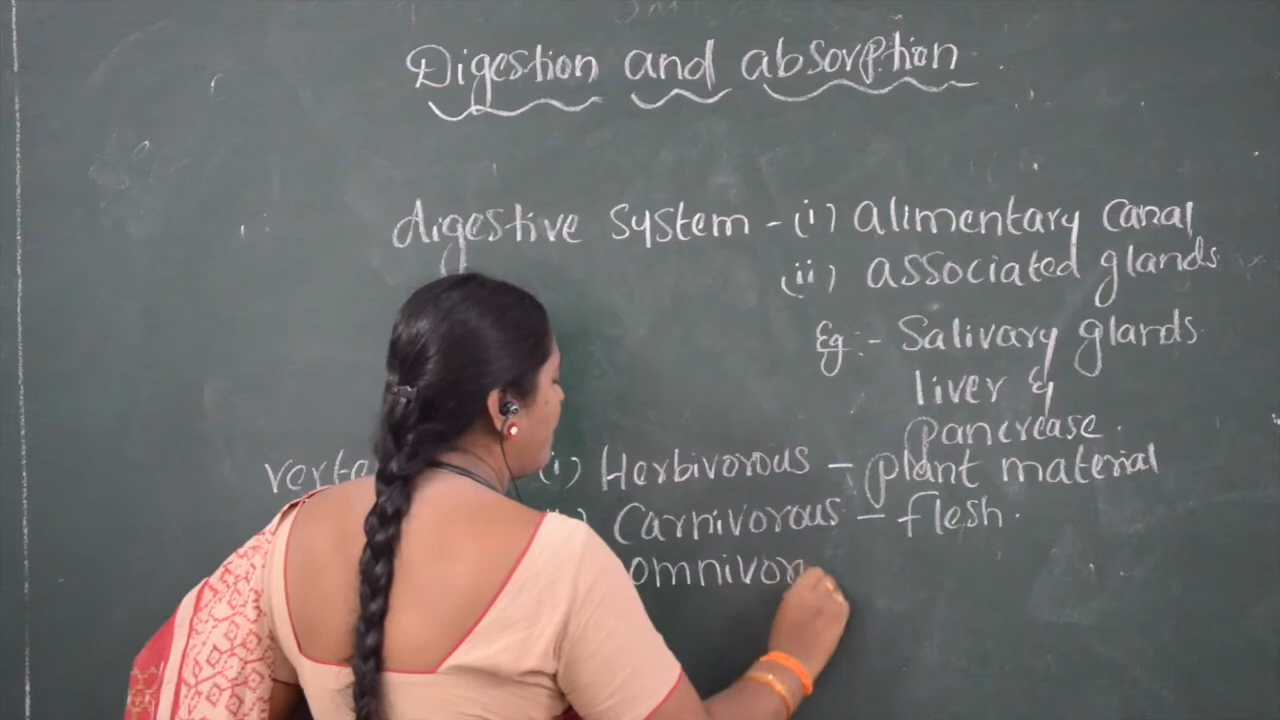 Digestion and absorption
digestive system - (i) alimentary canal
(ii) associated glands
Eg:- Salivary glands
liver &
pancrease.
verte (i) Herbivorous - plant material
Carnivorous - flesh.
omnivor